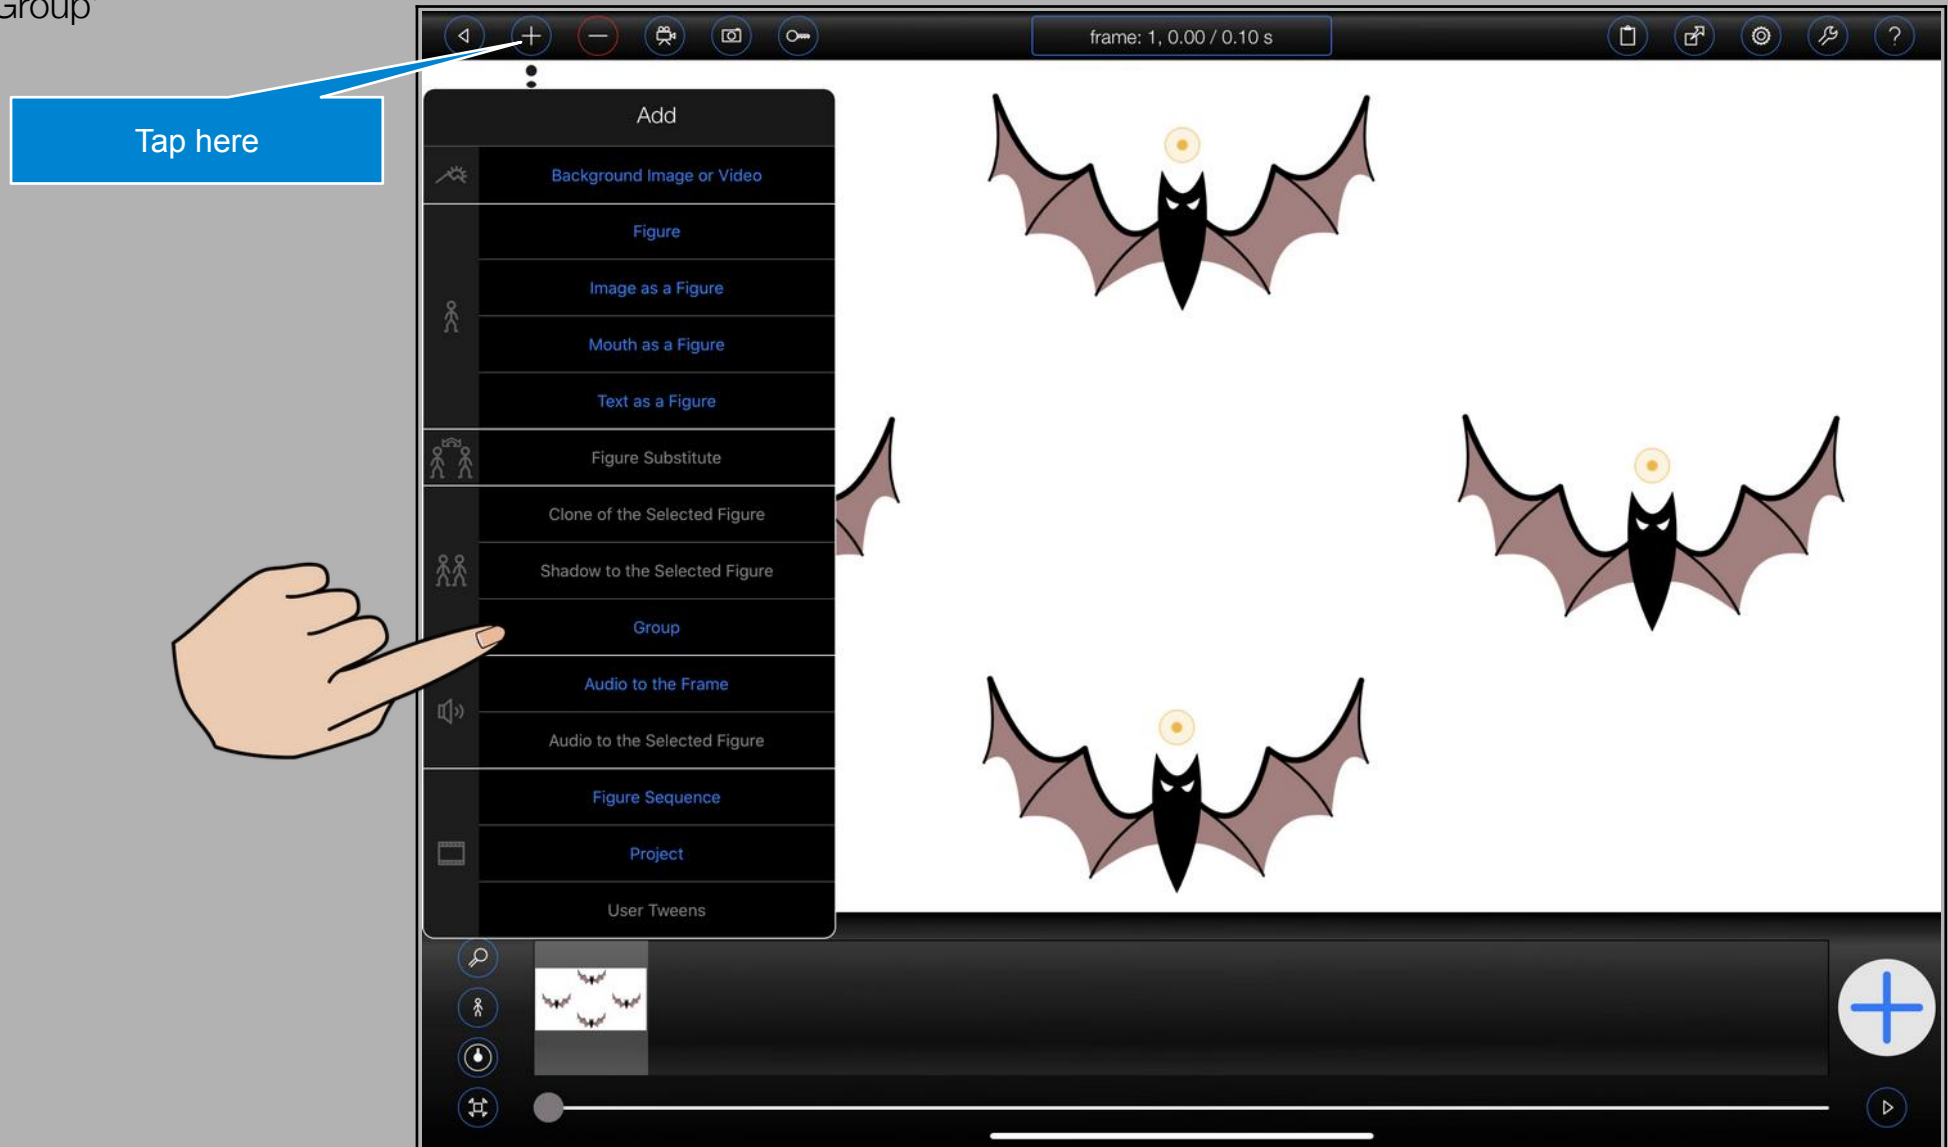 Group'
frame: 1, 0.00 / 0.10 s
?
Tap here
Add
Background Image or Video
Figure
Image as a Figure
Mouth as a Figure
Text as a Figure
Figure Substitute
Clone of the Selected Figure
Shadow to the Selected Figure
Group
Audio to the Frame
Audio to the Selected Figure
Figure Sequence
Project
User Tweens